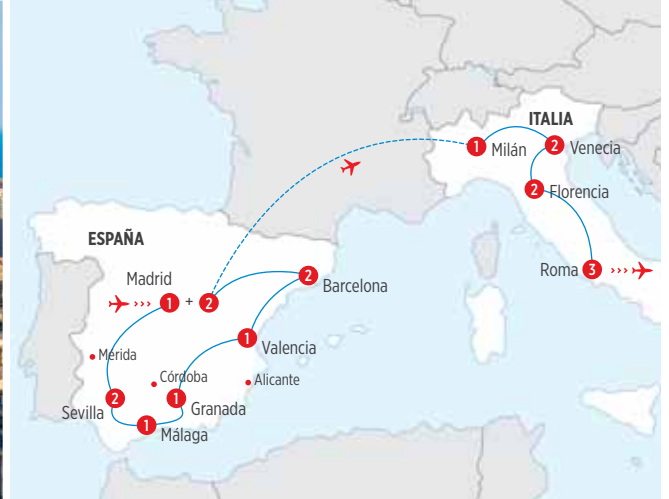 ITALIA
1 Milán
2 Venecia
2 Florencia
ESPAÑA
Roma 3
Madrid
1 + 2
2 Barcelona
1 Valencia
Mérida
Córdoba
Alicante
2 Sevilla
1 Granada
1 Málaga